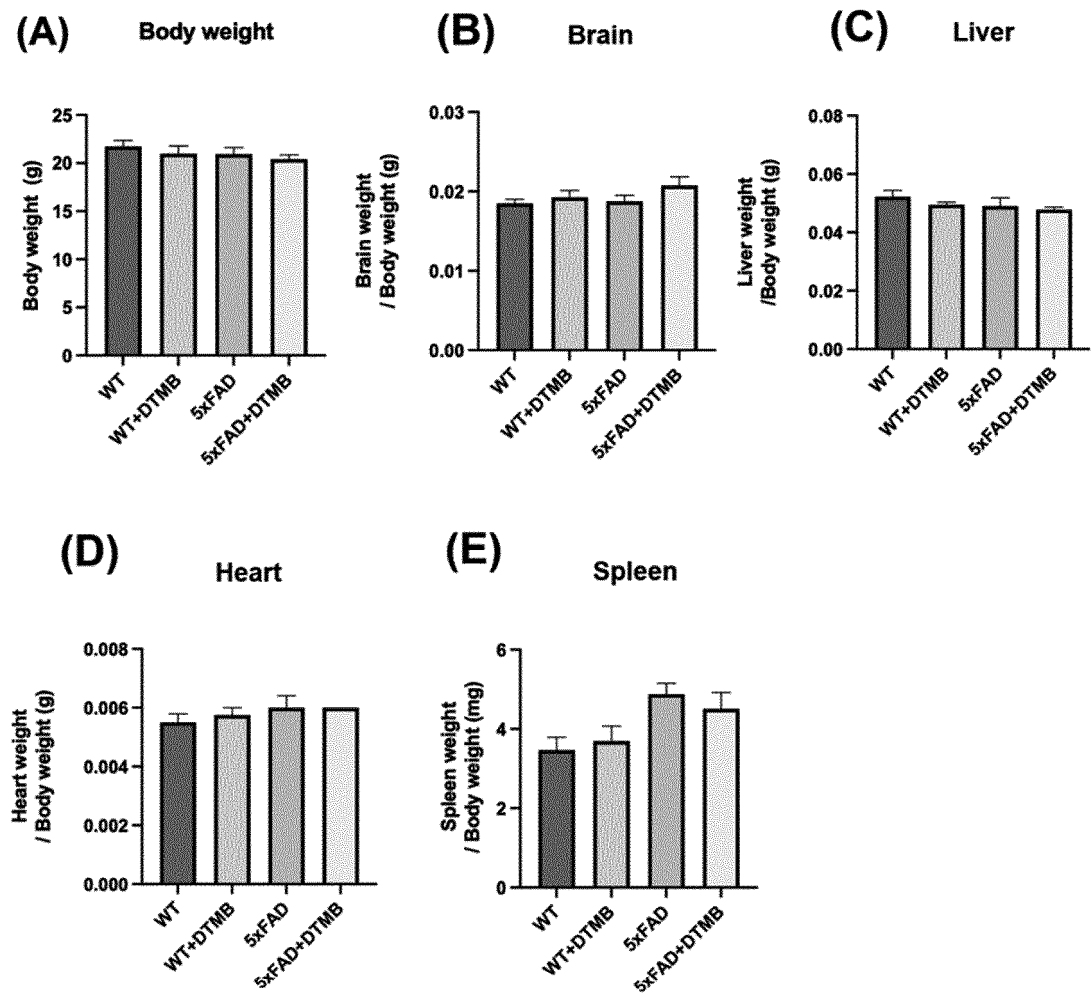 (A) Body weight
Body weight (g)
25
20
15
10
5
0
WT
WT+DTMB
5xFAD
5xFAD+DTMB
(B) Brain
Brain weight
/ Body weight (g)
0.03
0.02
0.01
0.00
WT
WT+DTMB
5xFAD
5xFAD+DTMB
(C) Liver
Liver weight
/Body weight (g)
0.08
0.06
0.04
0.02
0.00
WT
WT+DTMB
5xFAD
5xFAD+DTMB
(D) Heart
Heart weight
/ Body weight (g)
0.008
0.006
0.004
0.002
0.000
WT
WT+DTMB
5xFAD
5xFAD+DTMB
(E) Spleen
Spleen weight
/ Body weight (mg)
6
4
2
0
WT
WT+DTMB
5xFAD
5xFAD+DTMB